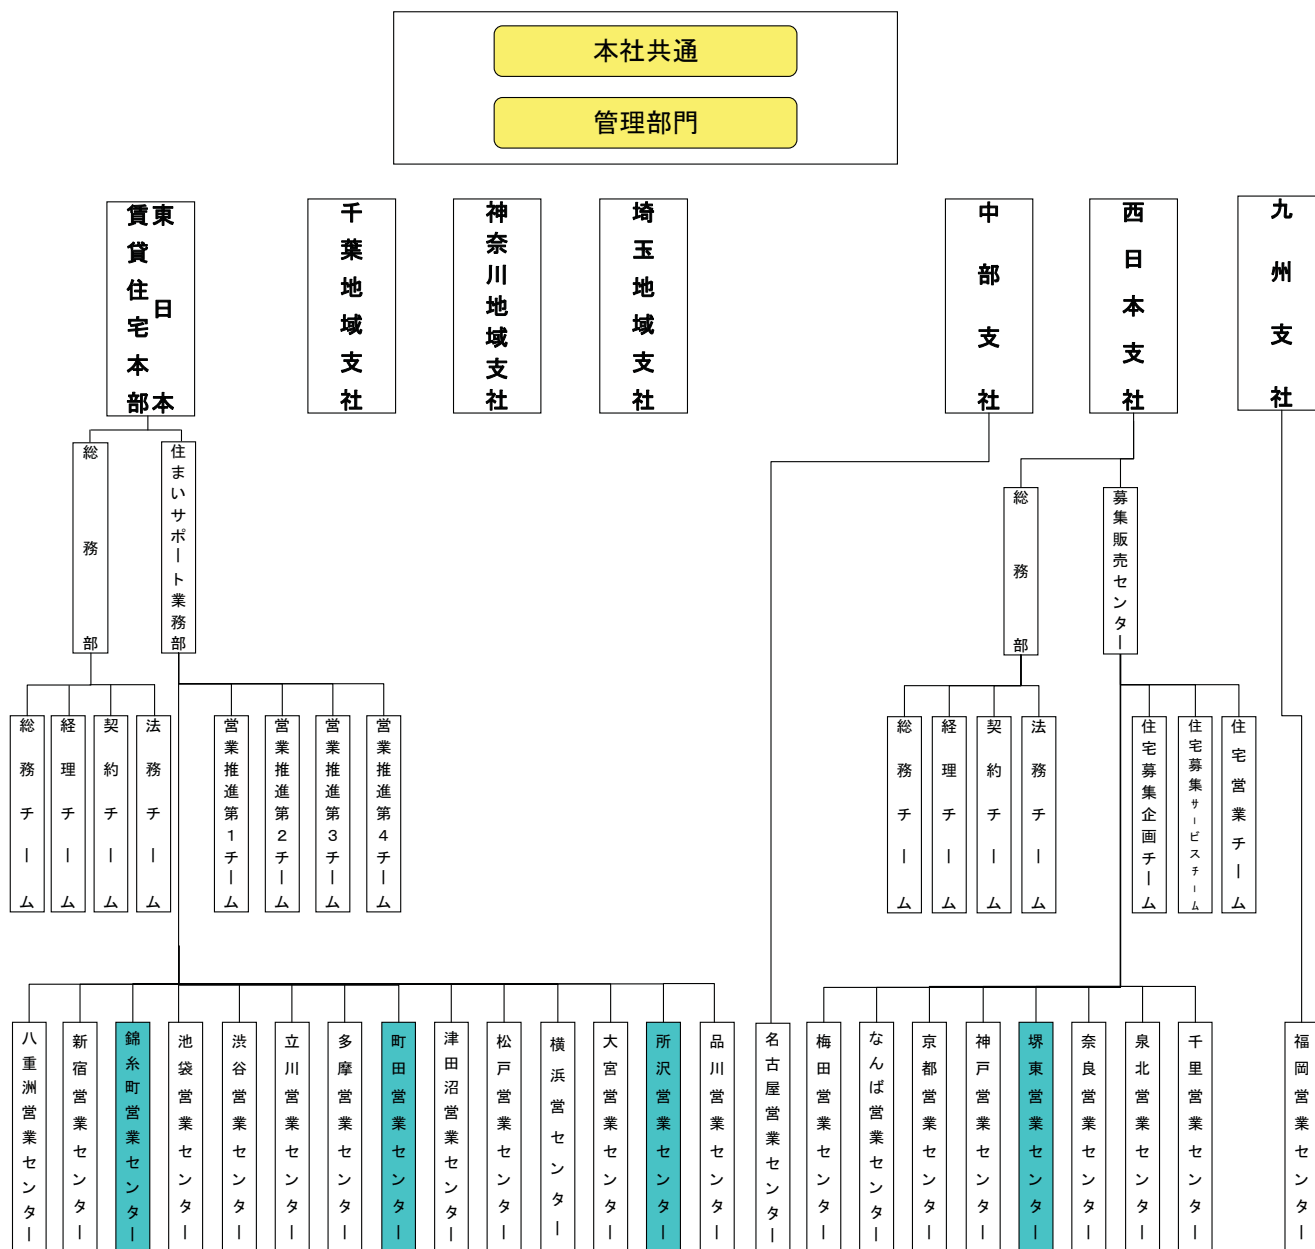 本社共通
管理部門
東日本
賃貸住宅本部
千葉地域支社
神奈川地域支社
埼玉地域支社
中部支社
西日本支社
九州支社
総務部
住まいサポート業務部
総務部
募集販売センター
総務チーム
経理チーム
契約チーム
法務チーム
営業推進第1チーム
営業推進第2チーム
営業推進第3チーム
営業推進第4チーム
総務チーム
経理チーム
契約チーム
法務チーム
住宅募集企画チーム
住宅募集サービスチーム
住宅営業チーム
八重洲営業センター
新宿営業センター
錦糸町営業センター
池袋営業センター
渋谷営業センター
立川営業センター
多摩営業センター
町田営業センター
津田沼営業センター
松戸営業センター
横浜営センター
大宮営業センター
所沢営業センター
品川営業センター
名古屋営業センター
梅田営業センター
なんば営業センター
京都営業センター
神戸営業センター
堺東営業センター
奈良営業センター
泉北営業センター
千里営業センター
福岡営業センター